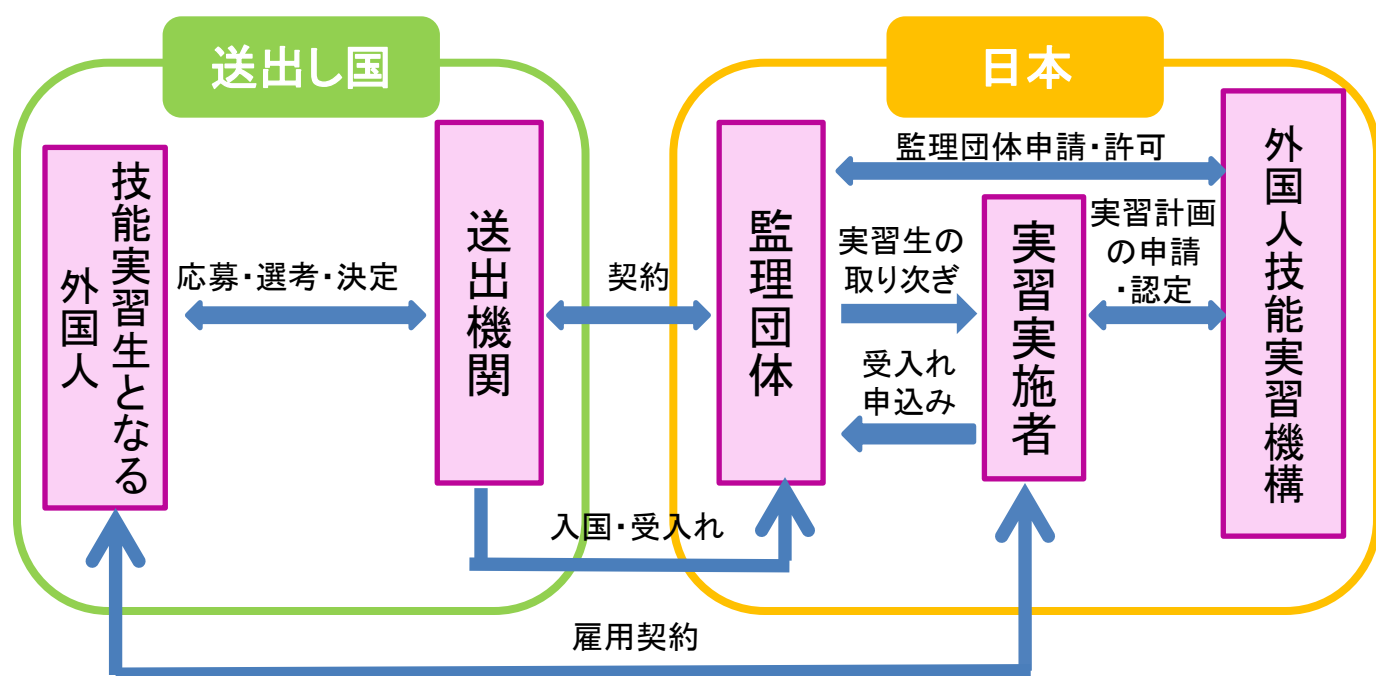 送出し国
日本
技能実習生となる
外国人
応募・選考・決定
送出機関
契約
監理団体
監理団体申請・許可
実習生の
取り次ぎ
受入れ
申込み
実習実施者
実習計画
の申請
・認定
外国人技能実習機構
入国・受入れ
雇用契約